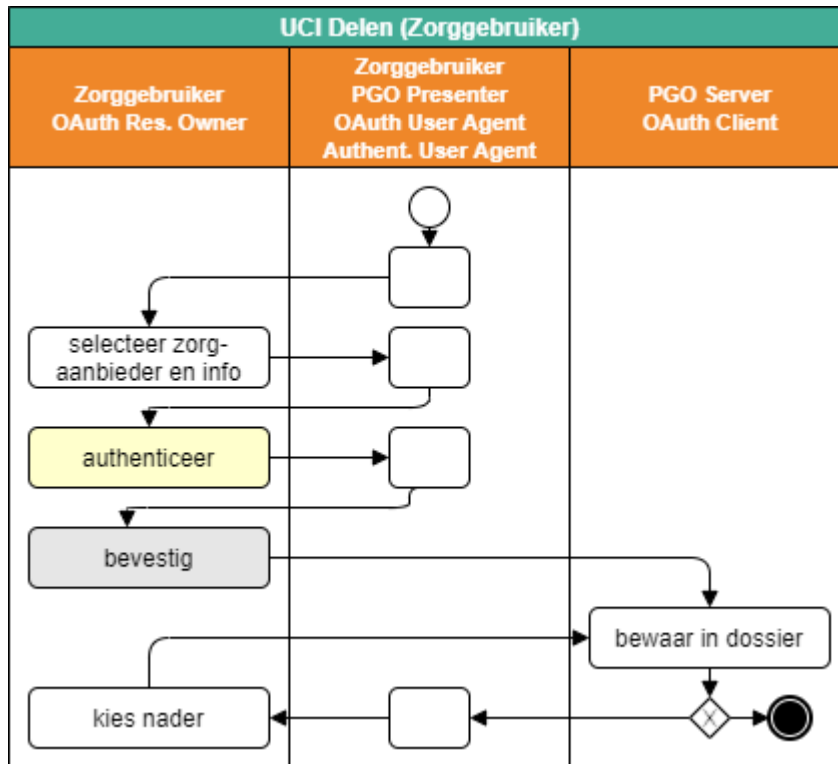 UCI Delen (Zorggebruiker)
Zorggebruiker
OAuth Res. Owner
Zorggebruiker
PGO Presenter
OAuth User Agent
Authent. User Agent
PGO Server
OAuth Client
selecteer zorg-
aanbieder en info
authenticeer
bevestig
bewaar in dossier
kies nader
X